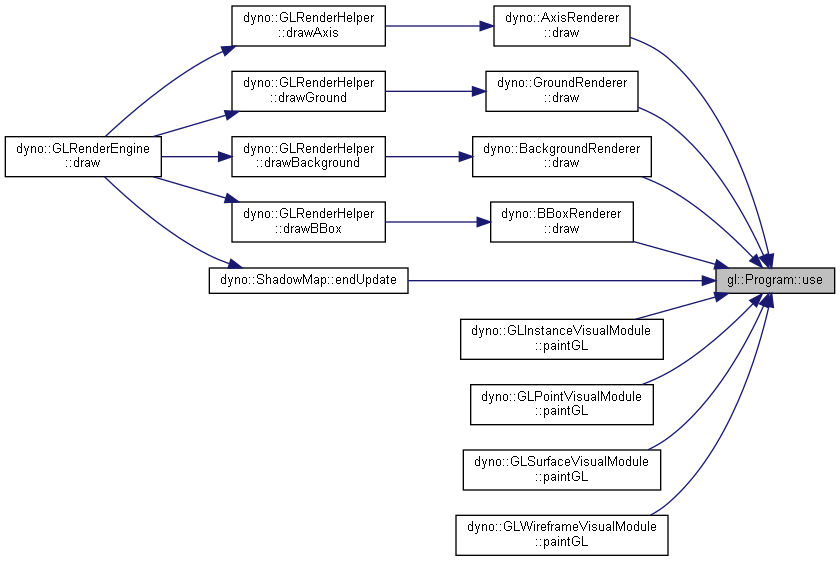 dyno::GLRenderHelper
::drawAxis
dyno::AxisRenderer
::draw
dyno::GLRenderHelper
::drawGround
dyno::GroundRenderer
::draw
dyno::GLRenderEngine
::draw
dyno::GLRenderHelper
::drawBackground
dyno::BackgroundRenderer
::draw
dyno::GLRenderHelper
::drawBBox
dyno::BBoxRenderer
::draw
dyno::ShadowMap::endUpdate
gl::Program::use
dyno::GLInstanceVisualModule
::paintGL
dyno::GLPointVisualModule
::paintGL
dyno::GLSurfaceVisualModule
::paintGL
dyno::GLWireframeVisualModule
::paintGL